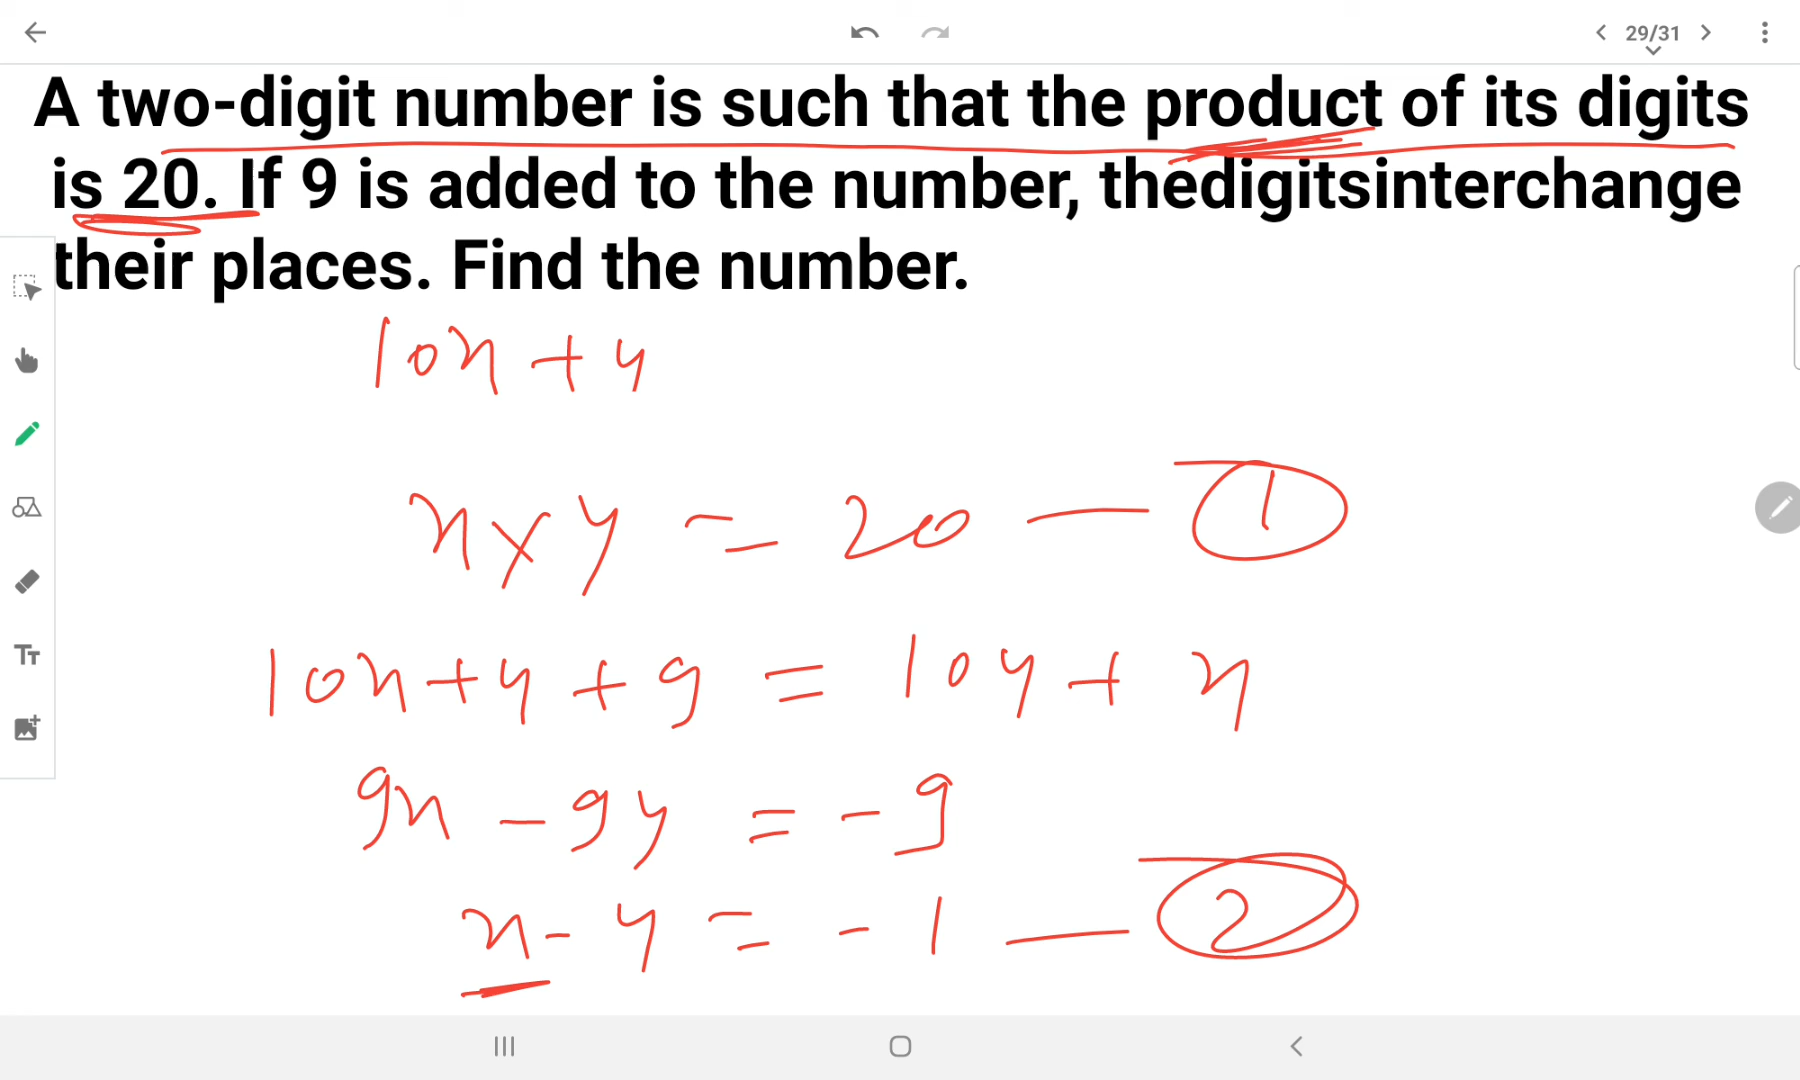 29/31
A two-digit number is such that the product of its digits
is 20. If 9 is added to the number, thedigitsinterchange
their places. Find the number.
10x + y
x × y = 20 — 1
10x + y + 9 = 10y + x
9x - 9y = -9
x - y = -1 — 2
TT